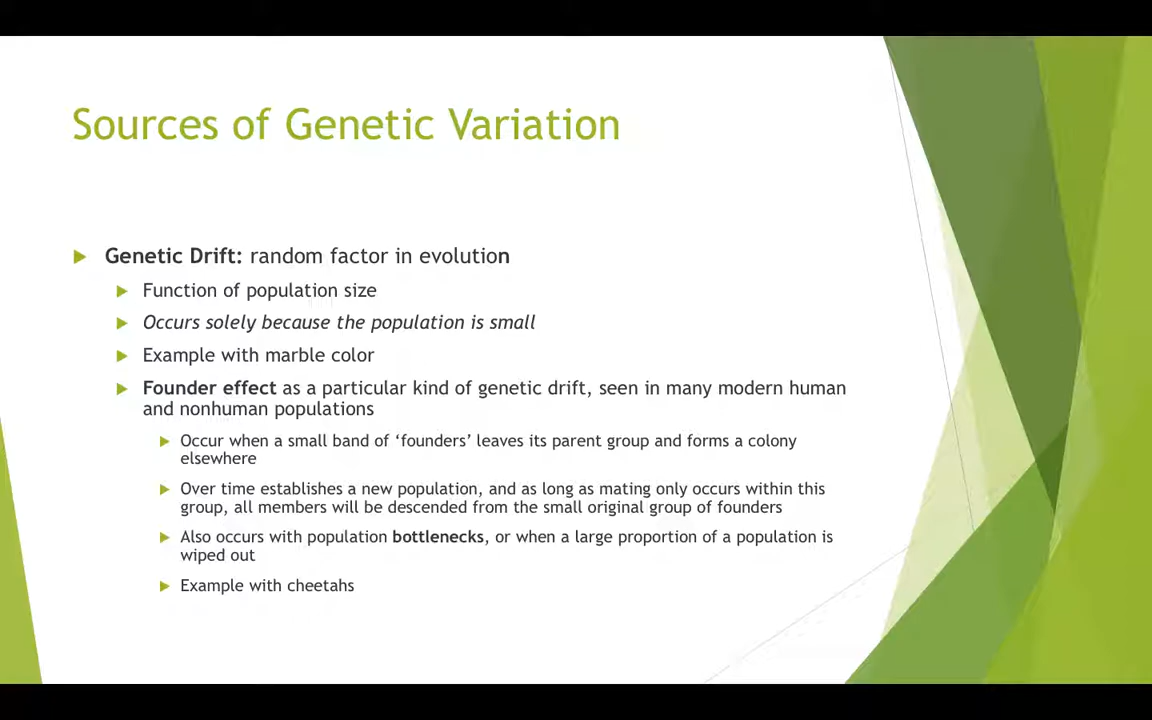 Sources of Genetic Variation
Genetic Drift: random factor in evolution
Function of population size
Occurs solely because the population is small
Example with marble color
Founder effect as a particular kind of genetic drift, seen in many modern human
and nonhuman populations
Occur when a small band of ‘founders’ leaves its parent group and forms a colony
elsewhere
Over time establishes a new population, and as long as mating only occurs within this
group, all members will be descended from the small original group of founders
Also occurs with population bottlenecks, or when a large proportion of a population is
wiped out
Example with cheetahs